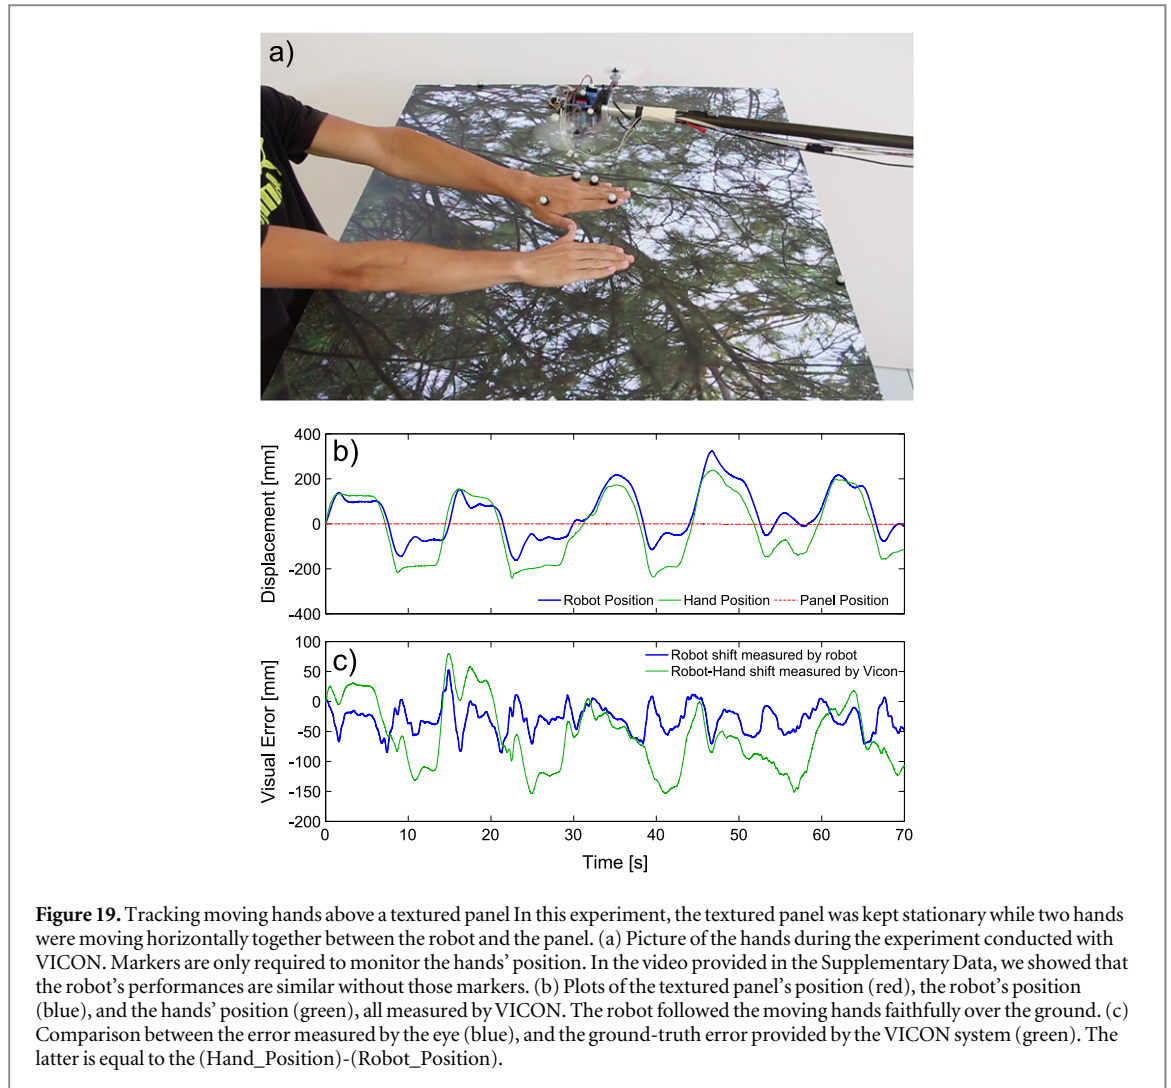 a)
b)
400
200
0
-200
-400
Displacement [mm]
Robot Position Hand Position Panel Position
c)
100
50
0
-50
-100
-150
-200
Visual Error [mm]
Robot shift measured by robot
Robot-Hand shift measured by Vicon
0 10 20 30 40 50 60 70
Time [s]
Figure 19. Tracking moving hands above a textured panel In this experiment, the textured panel was kept stationary while two hands
were moving horizontally together between the robot and the panel. (a) Picture of the hands during the experiment conducted with
VICON. Markers are only required to monitor the hands' position. In the video provided in the Supplementary Data, we showed that
the robot's performances are similar without those markers. (b) Plots of the textured panel's position (red), the robot's position
(blue), and the hands' position (green), all measured by VICON. The robot followed the moving hands faithfully over the ground. (c)
Comparison between the error measured by the eye (blue), and the ground-truth error provided by the VICON system (green). The
latter is equal to the (Hand_Position)-(Robot_Position).